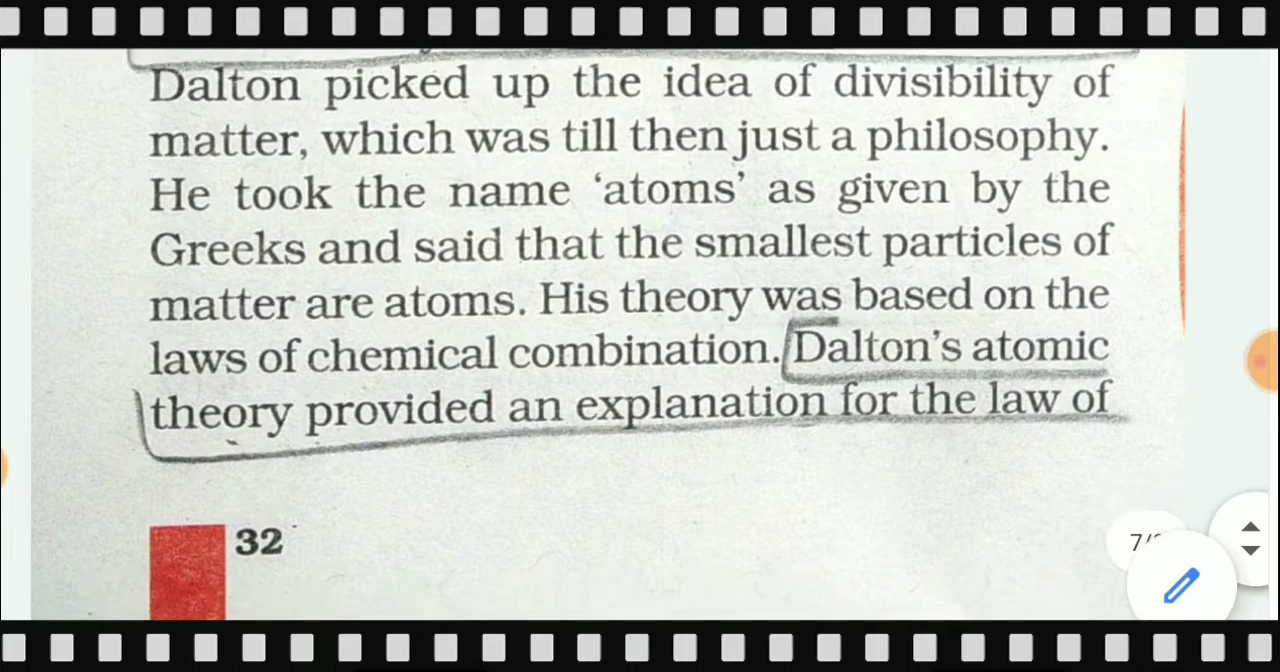 Dalton picked up the idea of divisibility of
matter, which was till then just a philosophy.
He took the name ‘atoms’ as given by the
Greeks and said that the smallest particles of
matter are atoms. His theory was based on the
laws of chemical combination. Dalton’s atomic
theory provided an explanation for the law of
32